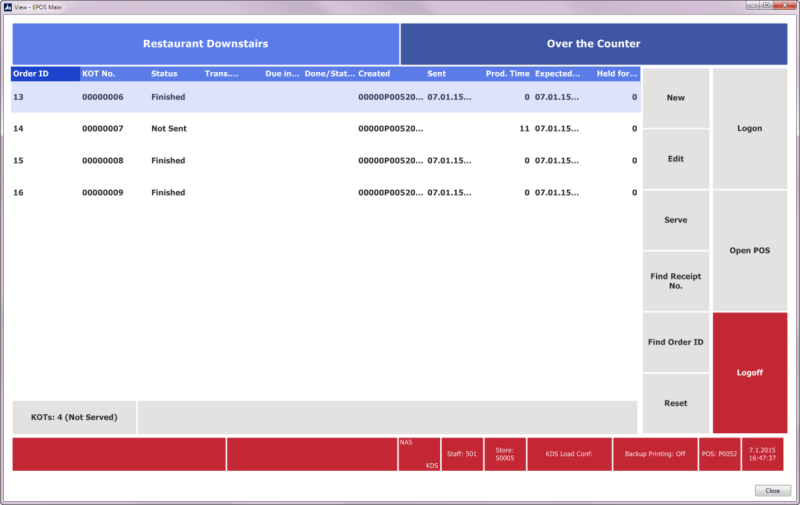 View - EPOS Main
Restaurant Downstairs Over the Counter
Order ID KOT No. Status Trans.... Due in... Done/Stat... Created Sent Prod. Time Expected... Held for...
13 00000006 Finished 00000P00520... 07.01.15... 0 07.01.15... 0
14 00000007 Not Sent 00000P00520... 11 07.01.15... 0
15 00000008 Finished 00000P00520... 07.01.15... 0 07.01.15... 0
16 00000009 Finished 00000P00520... 07.01.15... 0 07.01.15... 0
New
Edit
Serve
Find Receipt
No.
Find Order ID
Reset
Logon
Open POS
Logoff
KOTs: 4 (Not Served)
NAS
KDS
Staff: 501
Store:
S0005
KDS Load Conf:
Backup Printing: Off
POS: P0052
7.1.2015
16:47:37
Close